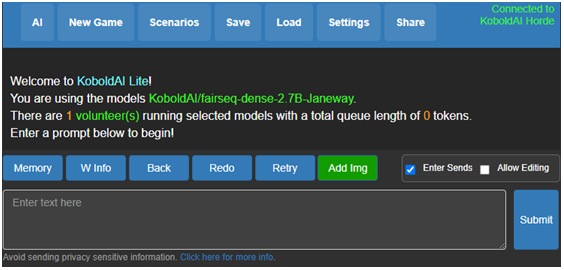 AI New Game Scenarios Save Load Settings Share
Connected to
KoboldAI Horde
Welcome to KoboldAI Lite!
You are using the models KoboldAI/fairseq-dense-2.7B-Janeway.
There are 1 volunteer(s) running selected models with a total queue length of 0 tokens.
Enter a prompt below to begin!
Memory W Info Back Redo Retry Add Img Enter Sends Allow Editing
Enter text here
Submit
Avoid sending privacy sensitive information. Click here for more info.